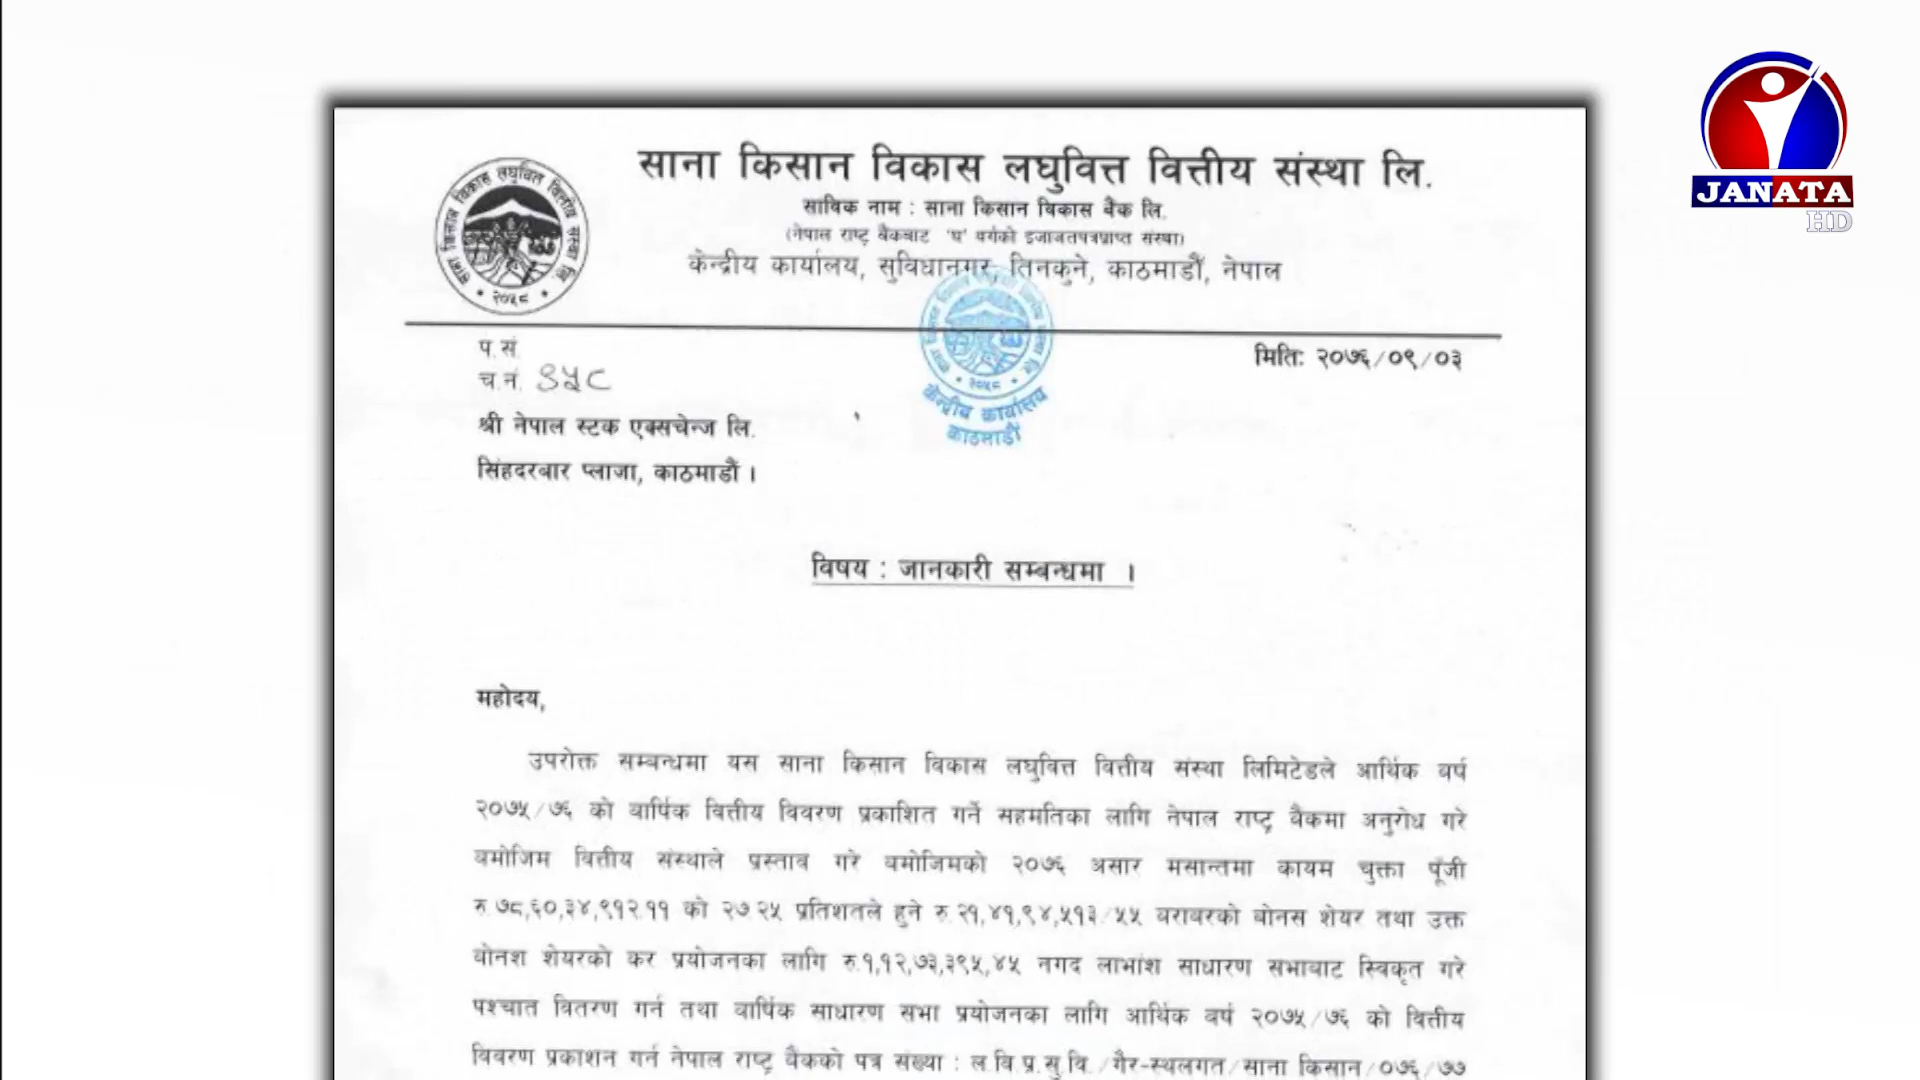 साना किसान विकास लघुवित्त वित्तीय संस्था लि.
साविक नाम : साना किसान विकास बैंक लि.
(नेपाल राष्ट्र बैंकबाट 'घ' वर्गको इजाजतपत्रप्राप्त संस्था)
केन्द्रीय कार्यालय, सुविधानगर, तिनकुने, काठमाडौं, नेपाल
साना किसान विकास लघुवित्त वित्तीय संस्था लि.
२०५८
JANATA
HD
प.सं.
च.नं. ३५८
मितिः २०७६/०९/०३
२०५८
केन्द्रीय कार्यालय
काठमाडौं
श्री नेपाल स्टक एक्सचेन्ज लि.
सिंहदरबार प्लाजा, काठमाडौं ।
विषय : जानकारी सम्बन्धमा ।
महोदय,
उपरोक्त सम्बन्धमा यस साना किसान विकास लघुवित्त वित्तीय संस्था लिमिटेडले आर्थिक वर्ष
२०७५/७६ को वार्षिक वित्तीय विवरण प्रकाशित गर्ने सहमतिका लागि नेपाल राष्ट्र बैंकमा अनुरोध गरे
बमोजिम वित्तीय संस्थाले प्रस्ताव गरे बमोजिमको २०७६ असार मसान्तमा कायम चुक्ता पूँजी
रु.७८,६०,३४,९१२.११ को २७.२५ प्रतिशतले हुने रु.२१,४१,९४,५१३/५५ बराबरको बोनस शेयर तथा उक्त
बोनश शेयरको कर प्रयोजनका लागि रु.१,१२,७३,३९५.४५ नगद लाभांश साधारण सभाबाट स्विकृत गरे
पश्चात वितरण गर्न तथा वार्षिक साधारण सभा प्रयोजनका लागि आर्थिक वर्ष २०७५/७६ को वित्तीय
विवरण प्रकाशन गर्न नेपाल राष्ट्र बैंकको पत्र संख्या : ल.वि.प्र.सु.वि./गैर-स्थलगत/साना किसान/०७६/७७